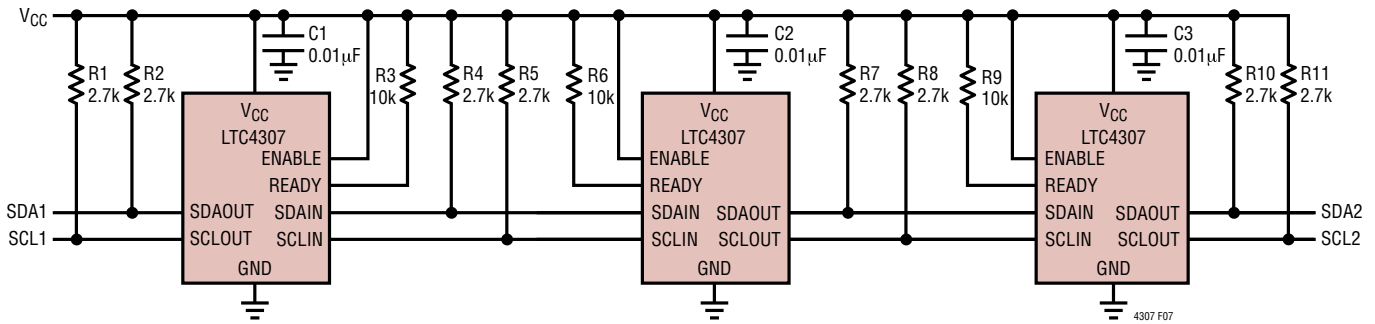 VCC
R1
2.7k
R2
2.7k
C1
0.01μF
R3
10k
R4
2.7k
R5
2.7k
R6
10k
C2
0.01μF
R7
2.7k
R8
2.7k
R9
10k
C3
0.01μF
R10
2.7k
R11
2.7k
VCC
LTC4307
ENABLE
READY
SDAOUT
SDAIN
SCLOUT
SCLIN
GND
VCC
LTC4307
ENABLE
READY
SDAIN
SDAOUT
SCLIN
SCLOUT
GND
VCC
LTC4307
ENABLE
READY
SDAIN
SDAOUT
SCLIN
SCLOUT
GND
SDA1
SCL1
SDA2
SCL2
4307 F07